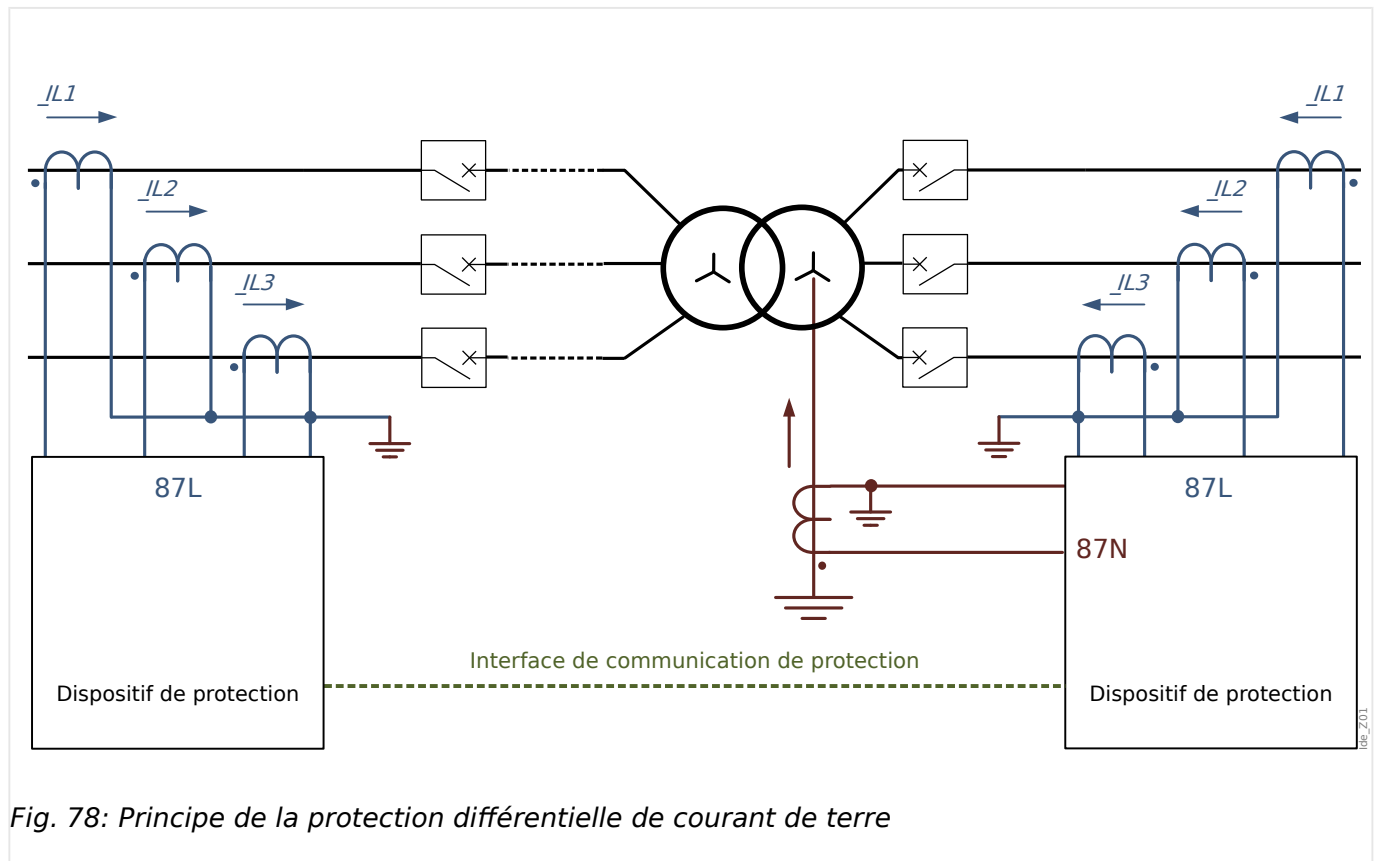 _IL1
_IL1
_IL2
_IL2
_IL3
_IL3
87L
87L
87N
Interface de communication de protection
Dispositif de protection
Dispositif de protection
Ide_Z01
Fig. 78: Principe de la protection différentielle de courant de terre